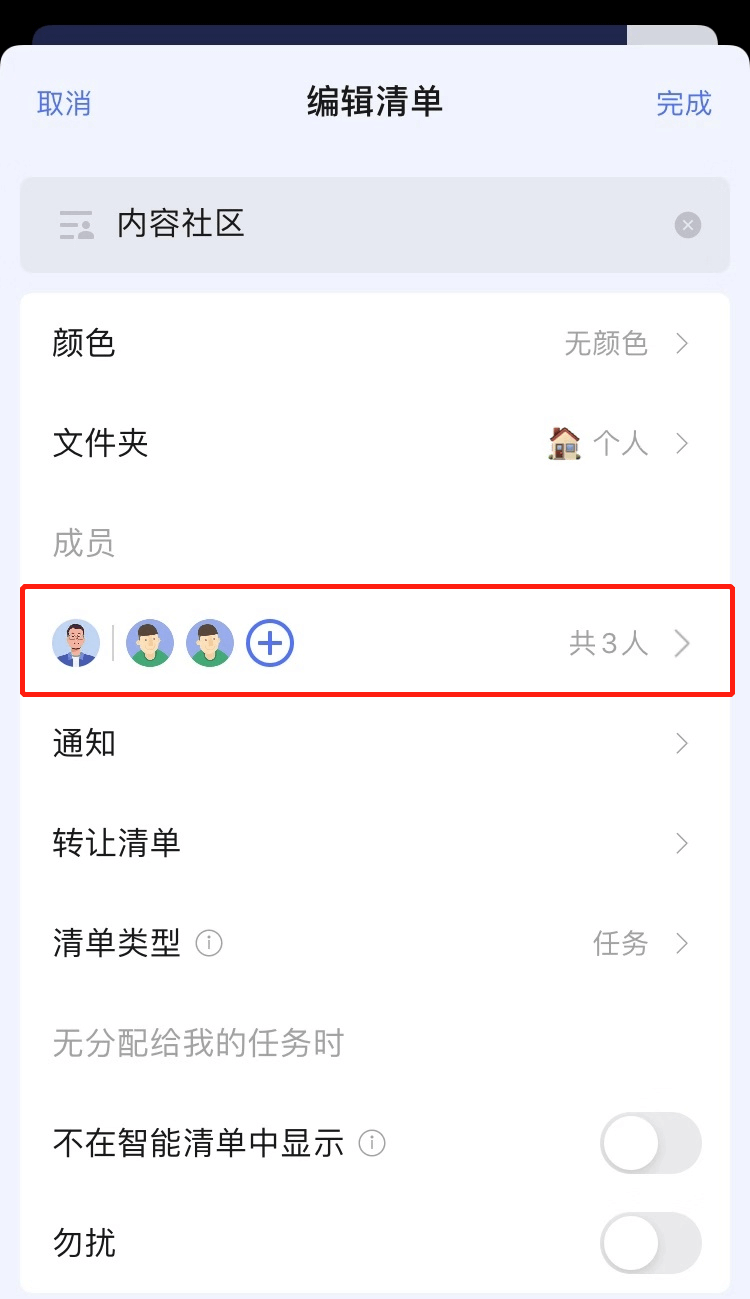 取消 编辑清单 完成
内容社区
颜色 无颜色
文件夹 个人
成员
共3人
通知
转让清单
清单类型 任务
无分配给我的任务时
不在智能清单中显示
勿扰